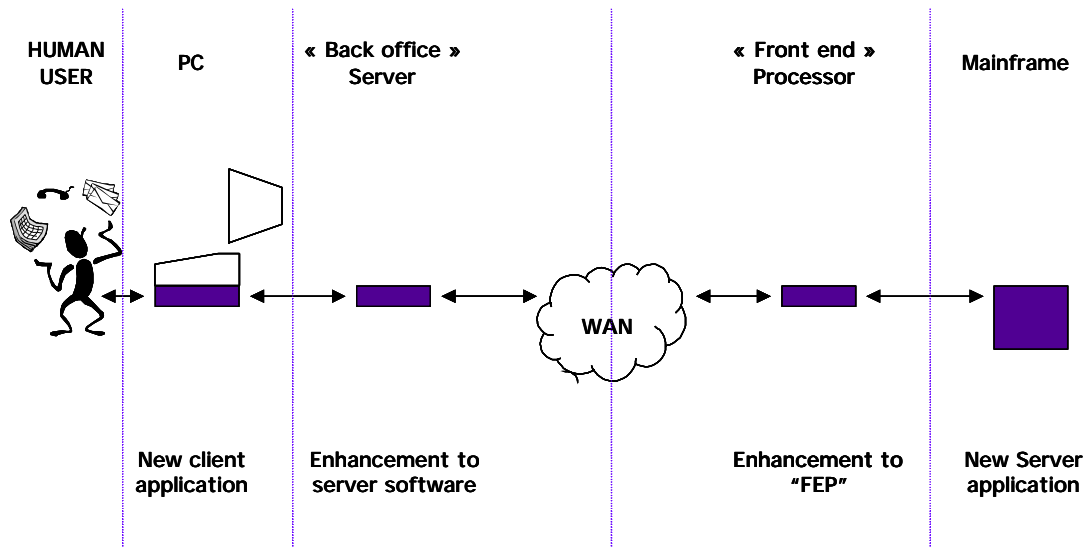 HUMAN
USER
PC
« Back office »
Server
« Front end »
Processor
Mainframe
WAN
New client
application
Enhancement to
server software
Enhancement to
“FEP”
New Server
application